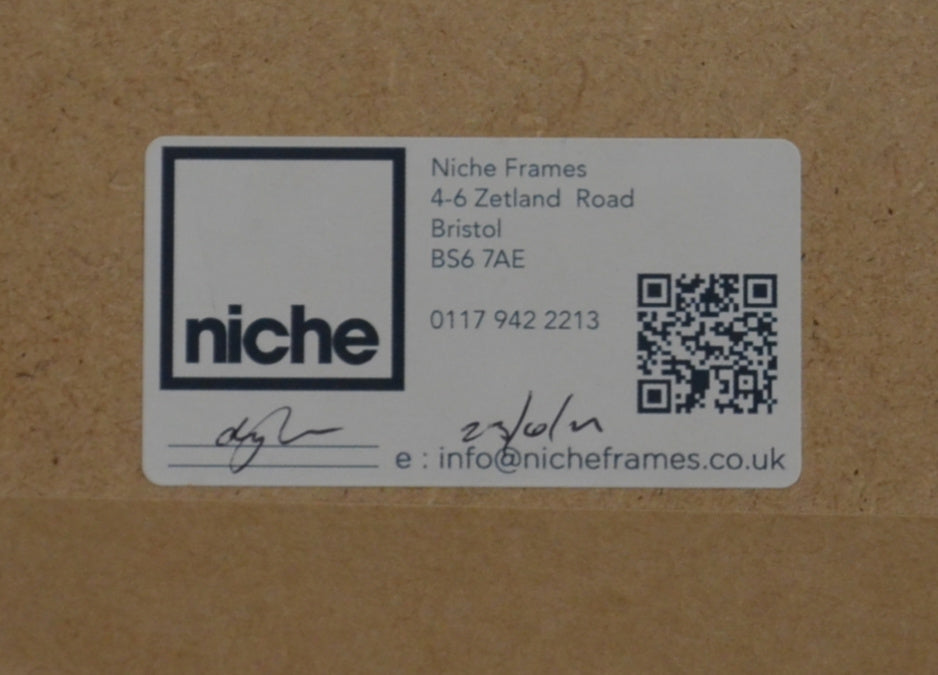 niche
Niche Frames
4-6 Zetland Road
Bristol
BS6 7AE
0117 942 2213
e : info@nicheframes.co.uk